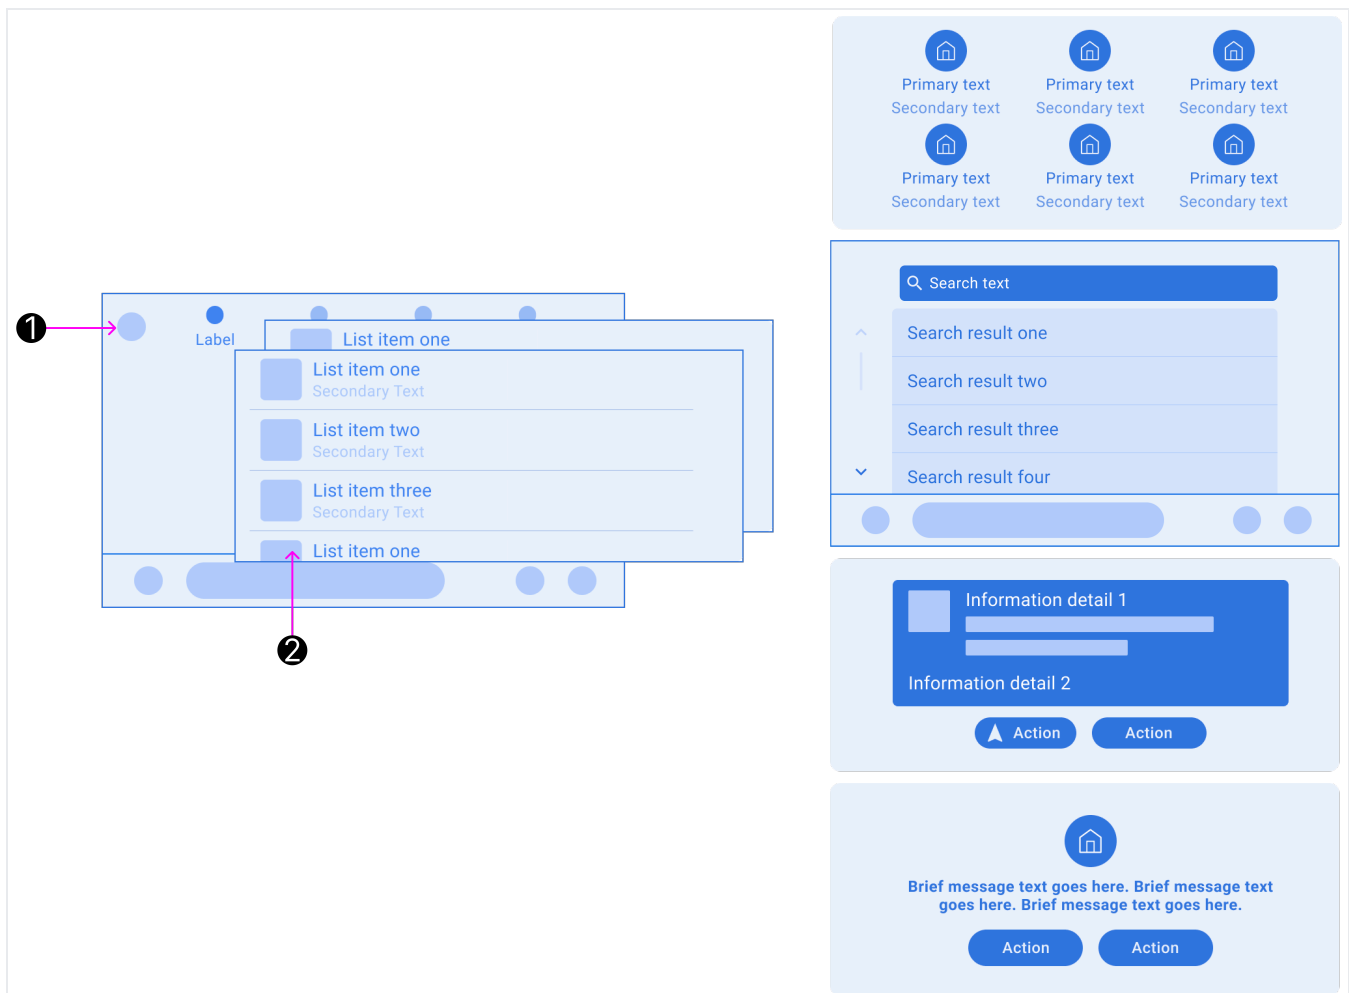 1
Label
List item one
List item one
Secondary Text
List item two
Secondary Text
List item three
Secondary Text
List item one
2
Primary text
Primary text
Primary text
Secondary text
Secondary text
Secondary text
Primary text
Primary text
Primary text
Secondary text
Secondary text
Secondary text
Search text
Search result one
Search result two
Search result three
Search result four
Information detail 1
Information detail 2
Action
Action
Brief message text goes here. Brief message text
goes here. Brief message text goes here.
Action
Action